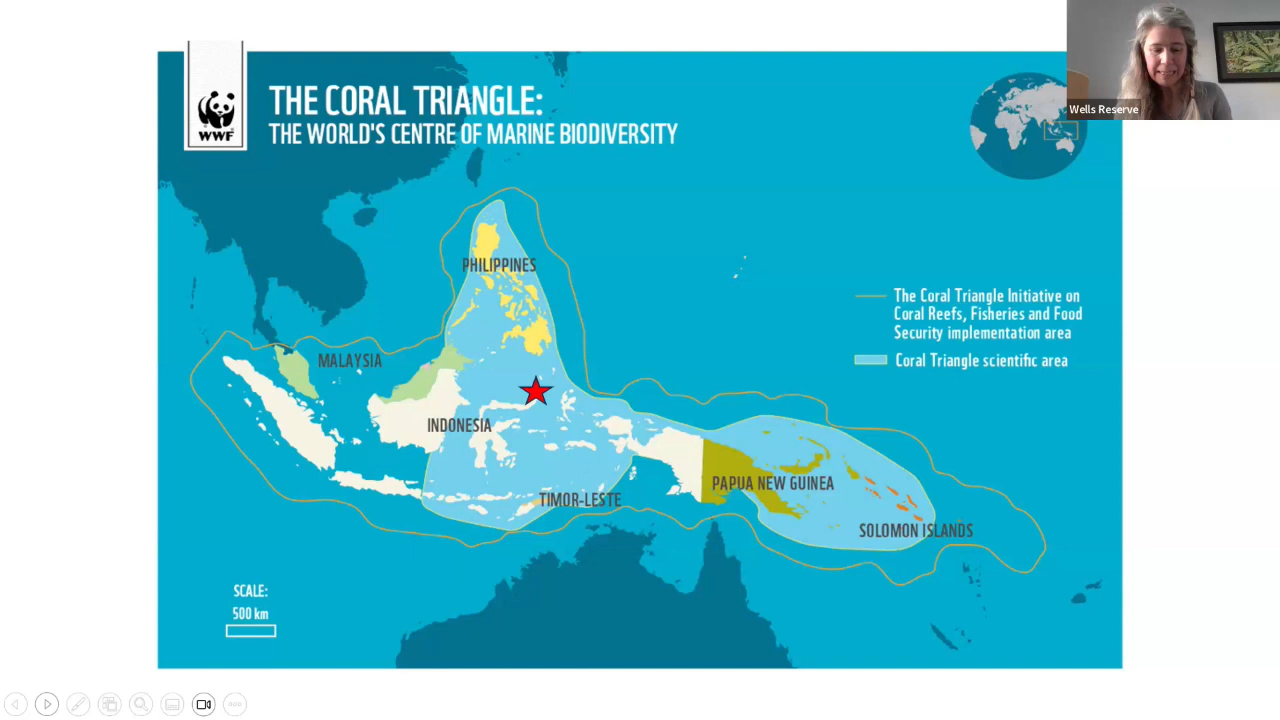 Wells Reserve
WWF
THE CORAL TRIANGLE:
THE WORLD'S CENTRE OF MARINE BIODIVERSITY
PHILIPPINES
MALAYSIA
INDONESIA
TIMOR-LESTE
PAPUA NEW GUINEA
SOLOMON ISLANDS
The Coral Triangle Initiative on
Coral Reefs, Fisheries and Food
Security implementation area
Coral Triangle scientific area
SCALE:
500 km